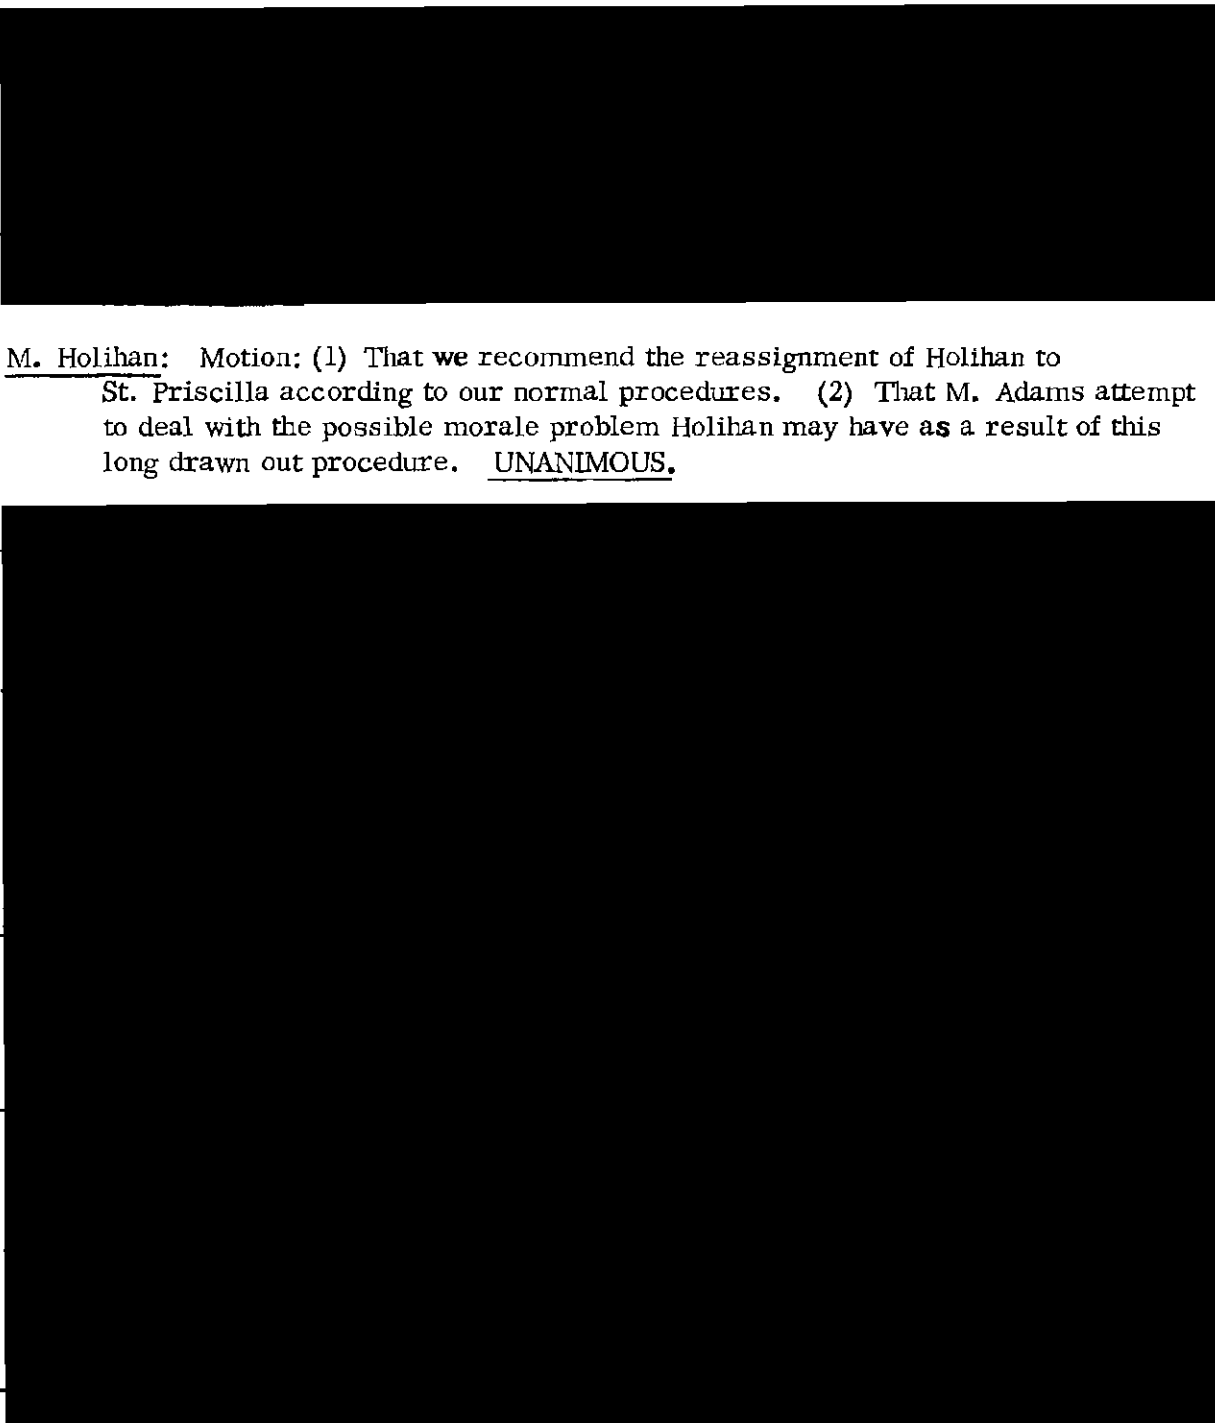 M. Holihan: Motion: (1) That we recommend the reassignment of Holihan to
St. Priscilla according to our normal procedures. (2) That M. Adams attempt
to deal with the possible morale problem Holihan may have as a result of this
long drawn out procedure. UNANIMOUS.